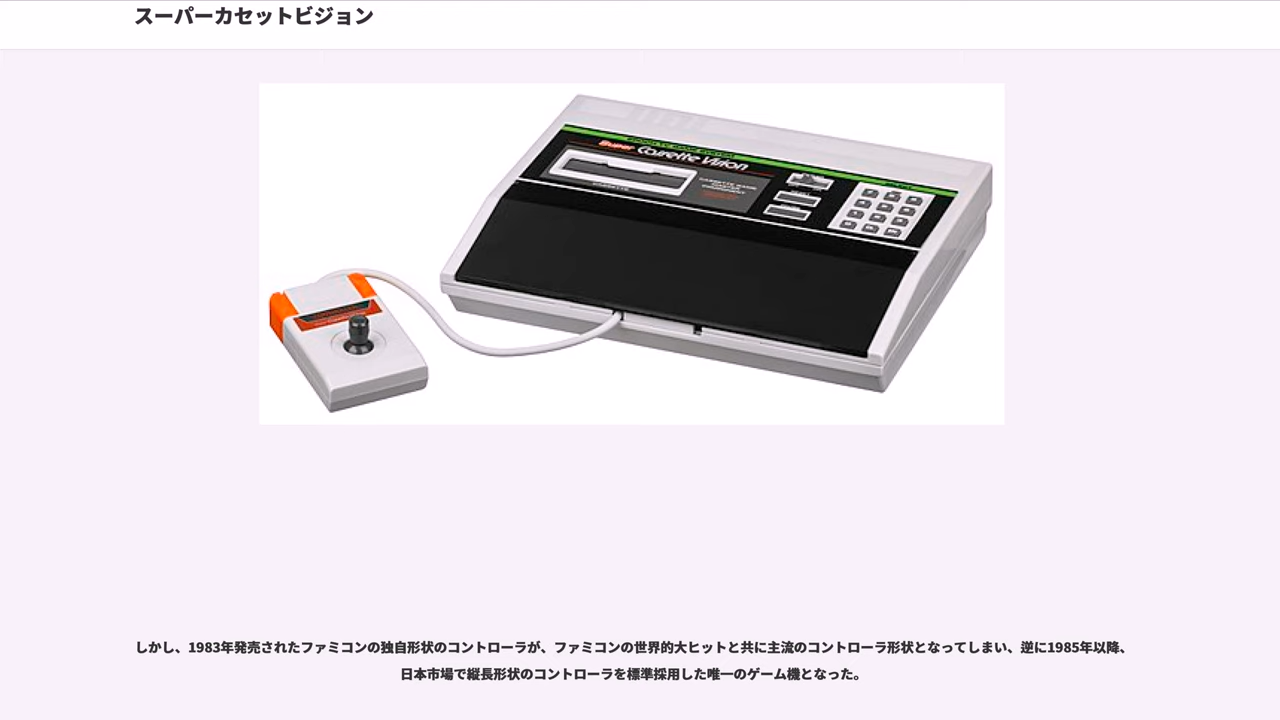 スーパーカセットビジョン
Super Cassette Vision
しかし、1983年発売されたファミコンの独自形状のコントローラが、ファミコンの世界的大ヒットと共に主流のコントローラ形状となってしまい、逆に1985年以降、
日本市場で縦長形状のコントローラを標準採用した唯一のゲーム機となった。